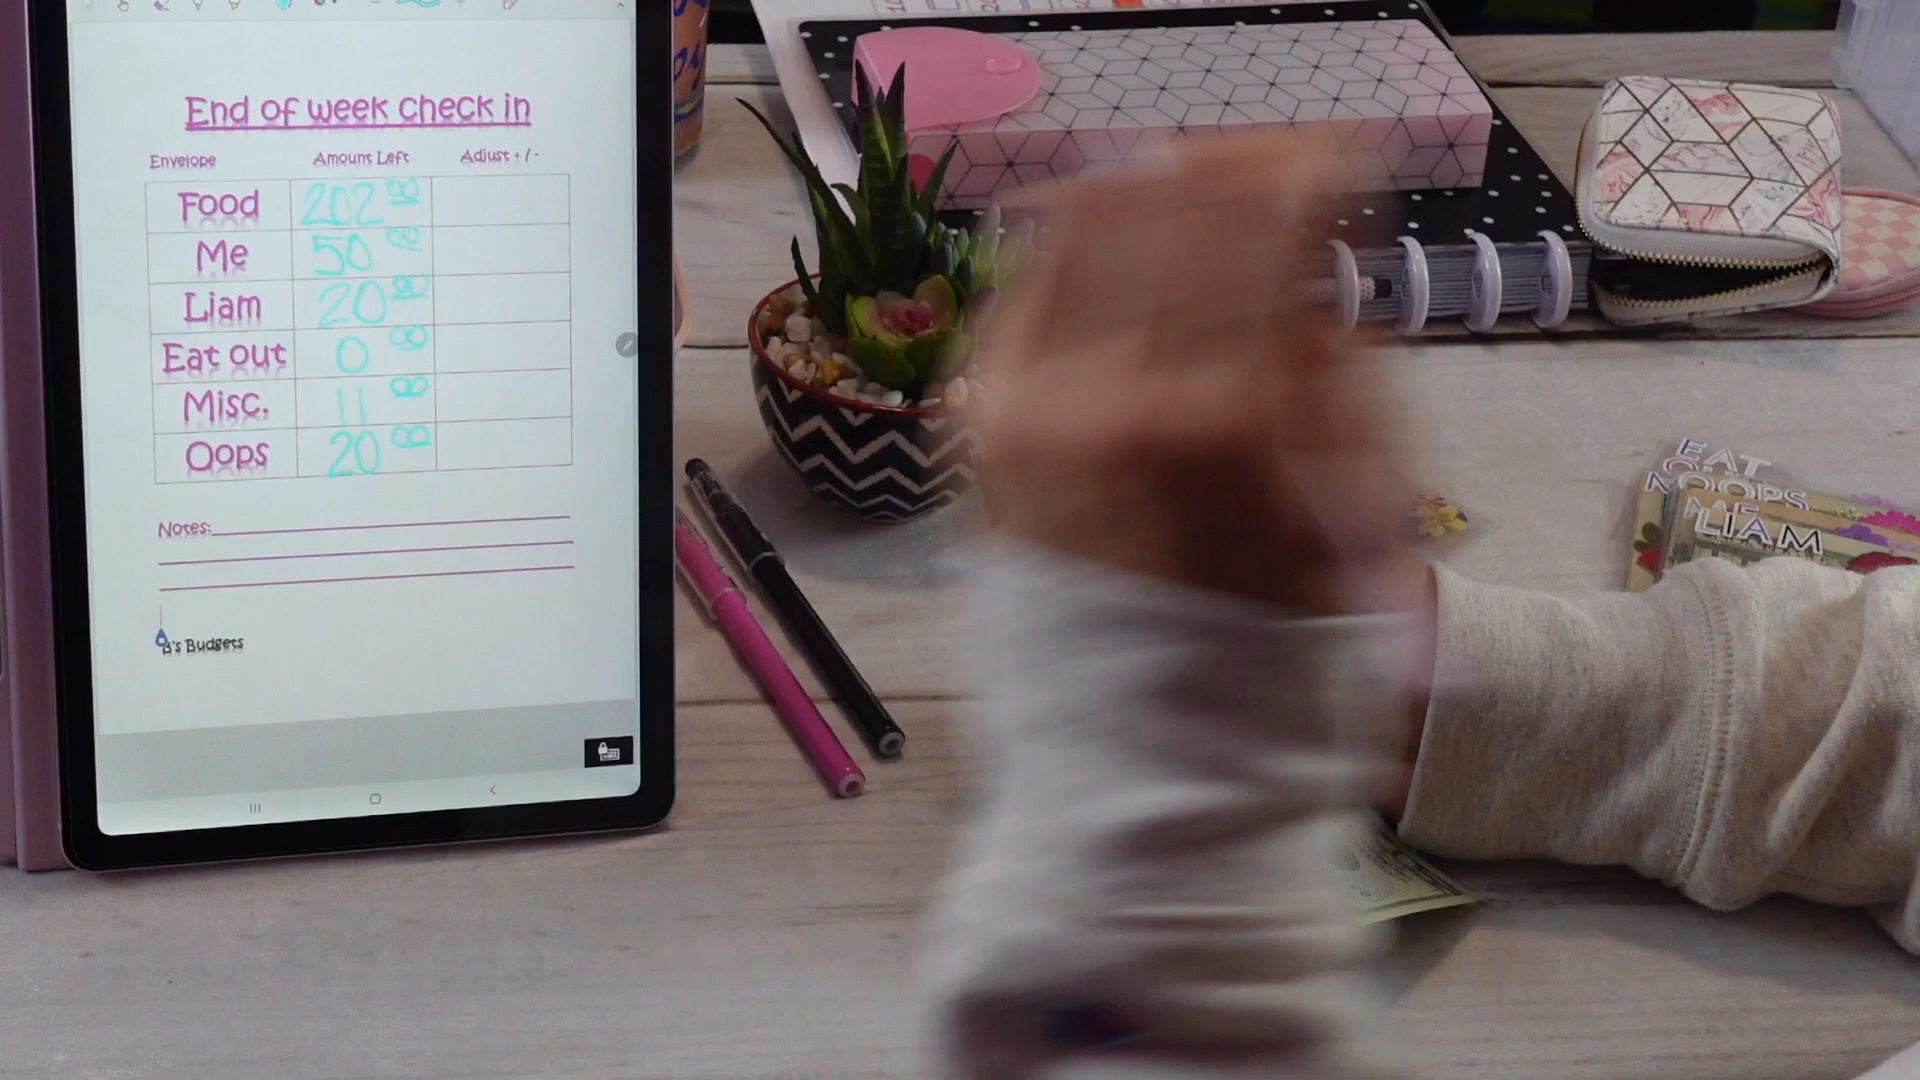 End of week check in
Envelope Amount Left Adjust +/-
Food 202 00
Me 50 00
Liam 20 00
Eat out 0 00
Misc. 11 00
Oops 20 00
Notes:
B's Budgets
EAT
OOPS
ME
LIAM